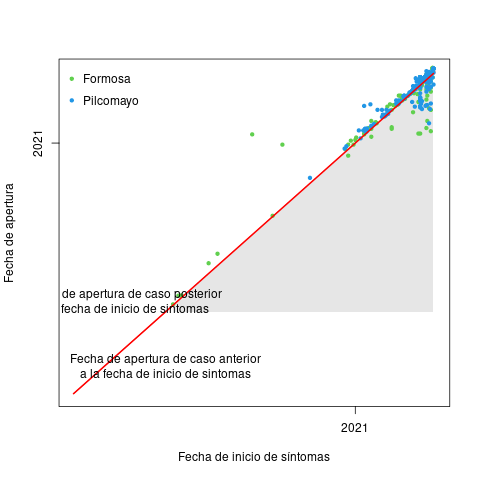 Formosa
Pilcomayo
2021
Fecha de apertura
de apertura de caso posterior
fecha de inicio de síntomas
Fecha de apertura de caso anterior
a la fecha de inicio de síntomas
2021
Fecha de inicio de síntomas